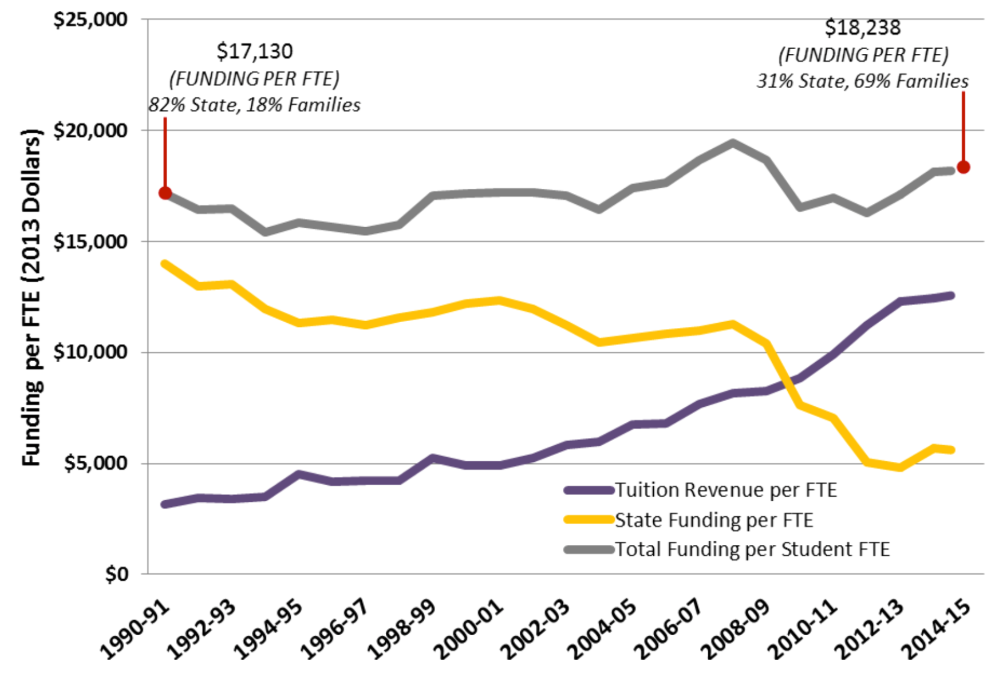 $25,000
$17,130
(FUNDING PER FTE)
82% State, 18% Families
$18,238
(FUNDING PER FTE)
31% State, 69% Families
$20,000
$15,000
$10,000
$5,000
$0
Funding per FTE (2013 Dollars)
Tuition Revenue per FTE
State Funding per FTE
Total Funding per Student FTE
1990-91
1992-93
1994-95
1996-97
1998-99
2000-01
2002-03
2004-05
2006-07
2008-09
2010-11
2012-13
2014-15